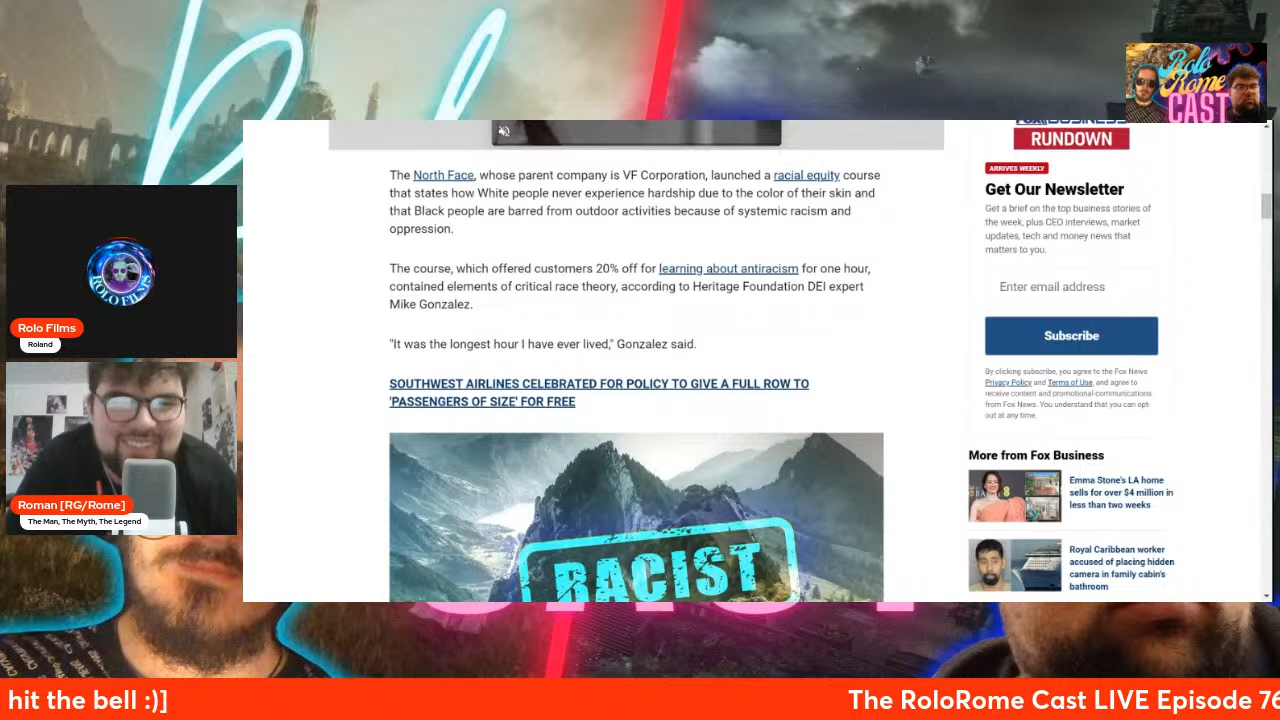 Rolo
Rome
CAST
RUNDOWN
The North Face, whose parent company is VF Corporation, launched a racial equity course
that states how White people never experience hardship due to the color of their skin and
that Black people are barred from outdoor activities because of systemic racism and
oppression.
The course, which offered customers 20% off for learning about antiracism for one hour,
contained elements of critical race theory, according to Heritage Foundation DEI expert
Mike Gonzalez.
"It was the longest hour I have ever lived," Gonzalez said.
SOUTHWEST AIRLINES CELEBRATED FOR POLICY TO GIVE A FULL ROW TO
'PASSENGERS OF SIZE' FOR FREE
RACIST
ARRIVES WEEKLY
Get Our Newsletter
Get a brief on the top business stories of
the week, plus CEO interviews, market
updates, tech and money news that
matters to you.
Enter email address
Subscribe
By clicking subscribe, you agree to the Fox News
Privacy Policy and Terms of Use, and agree to
receive content and promotional communications
from Fox News. You understand that you can opt-
out at any time.
More from Fox Business
Emma Stone's LA home
sells for over $4 million in
less than two weeks
Royal Caribbean worker
accused of placing hidden
camera in family cabin's
bathroom
ROLO FILMS
Rolo Films
Roland
Roman [RG/Rome]
The Man, The Myth, The Legend
hit the bell :)]
The RoloRome Cast LIVE Episode 76